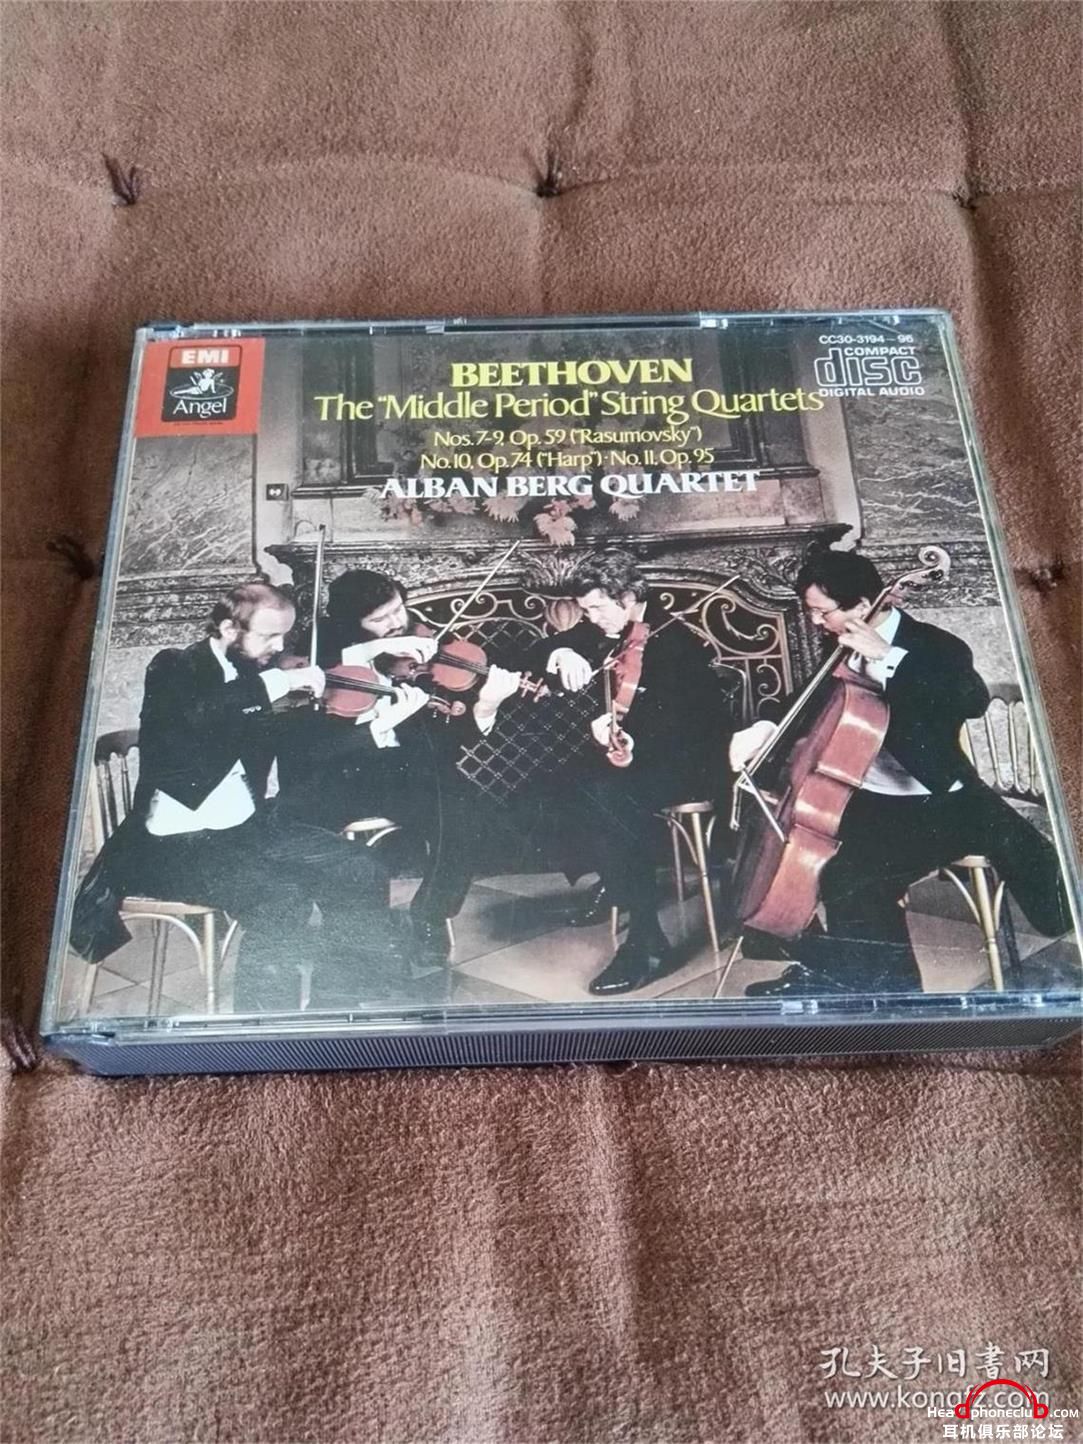 EMI
Angel
CC30-3194~96
COMPACT
disc
DIGITAL AUDIO
BEETHOVEN
The "Middle Period" String Quartets
Nos. 7-9, Op. 59 ("Rasumovsky")
No. 10, Op. 74 ("Harp") · No. 11, Op. 95
ALBAN BERG QUARTET
孔夫子旧书网
www.kongfz.com
Headphoneclub.com
耳机俱乐部论坛